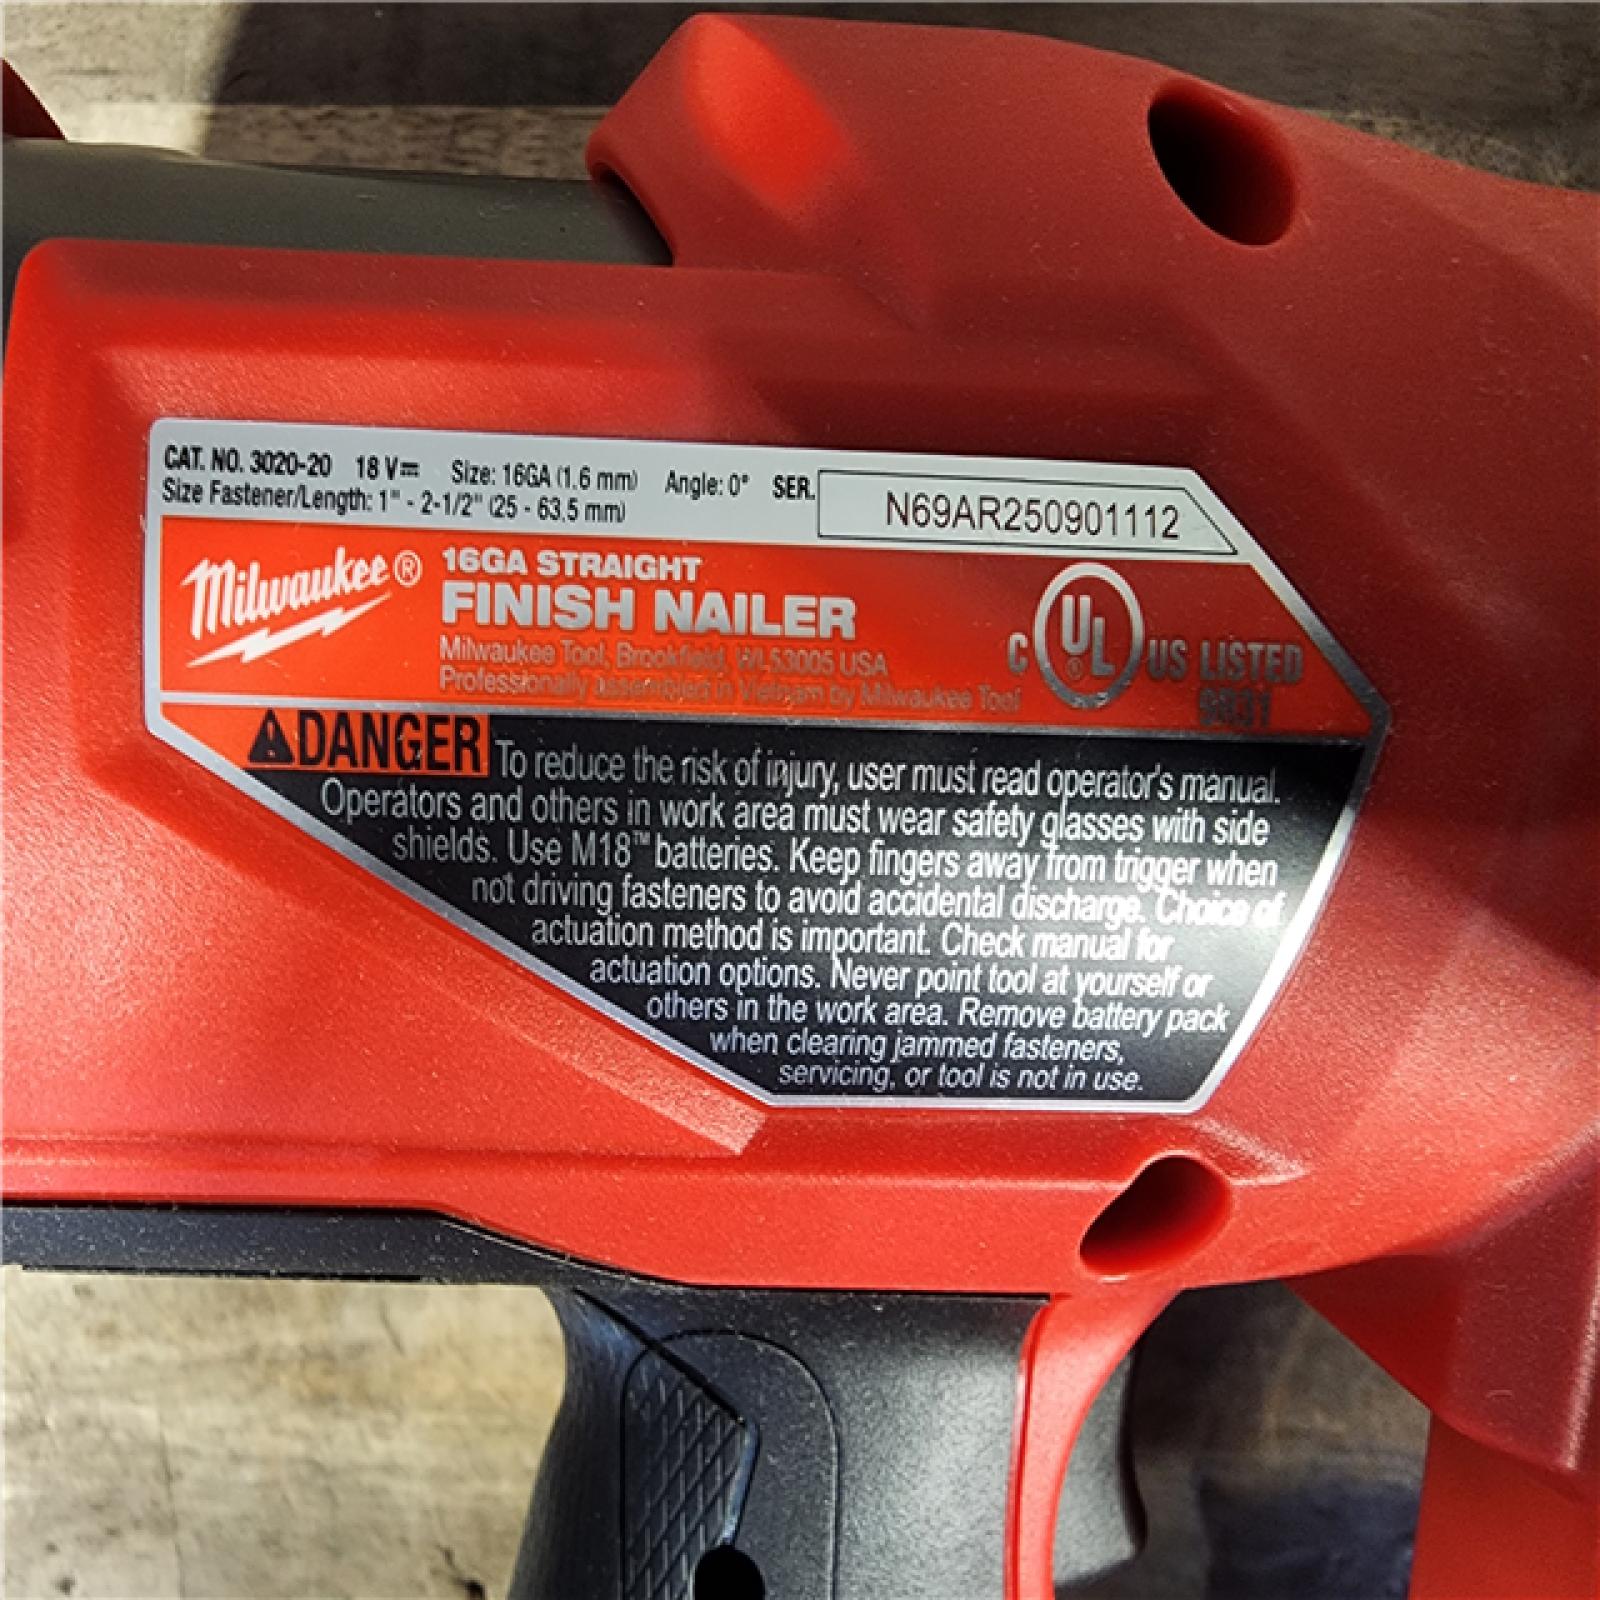 CAT. NO. 3020-20 18 V⎓ Size: 16GA (1.6 mm) Angle: 0° SER. N69AR250901112
Size Fastener/Length: 1" - 2-1/2" (25 - 63,5 mm)
Milwaukee®
16GA STRAIGHT
FINISH NAILER
Milwaukee Tool, Brookfield, WI 53005 USA
Professionally assembled in Vietnam by Milwaukee Tool
C UL® US LISTED
9831
⚠DANGER To reduce the risk of injury, user must read operator's manual.
Operators and others in work area must wear safety glasses with side
shields. Use M18™ batteries. Keep fingers away from trigger when
not driving fasteners to avoid accidental discharge. Choice of
actuation method is important. Check manual for
actuation options. Never point tool at yourself or
others in the work area. Remove battery pack
when clearing jammed fasteners,
servicing, or tool is not in use.